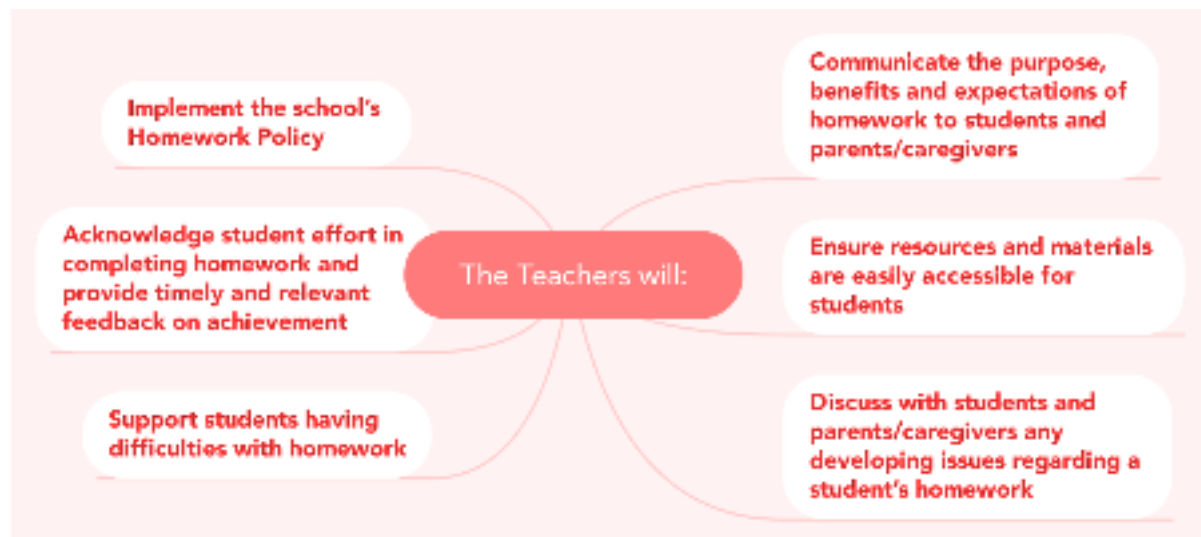 Implement the school's
Homework Policy
Acknowledge student effort in
completing homework and
provide timely and relevant
feedback on achievement
Support students having
difficulties with homework
The Teachers will:
Communicate the purpose,
benefits and expectations of
homework to students and
parents/caregivers
Ensure resources and materials
are easily accessible for
students
Discuss with students and
parents/caregivers any
developing issues regarding a
student's homework